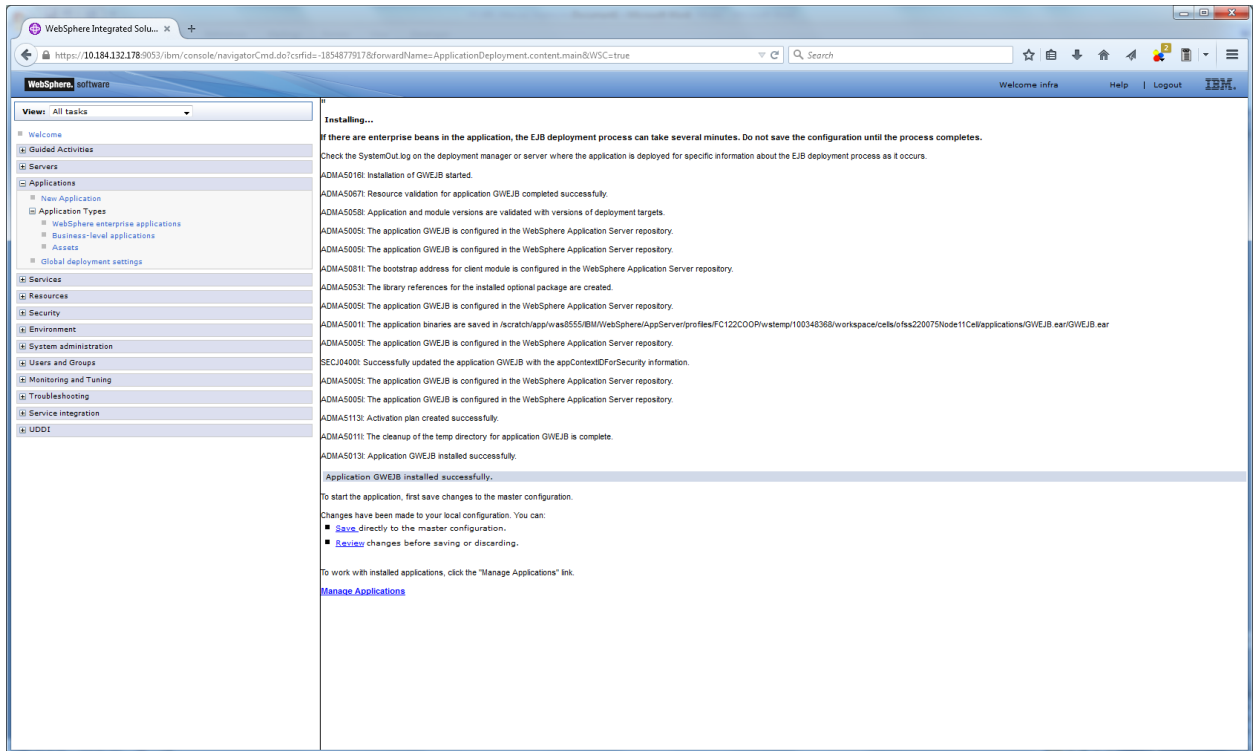 WebSphere Integrated Solu... × +
https://10.184.132.178:9053/ibm/console/navigatorCmd.do?csrfid=-1854877917&forwardName=ApplicationDeployment.content.main&WSC=true
Search
2
WebSphere. software
Welcome infra
Help | Logout
IBM.
View: All tasks
Welcome
Guided Activities
Servers
Applications
New Application
Application Types
WebSphere enterprise applications
Business-level applications
Assets
Global deployment settings
Services
Resources
Security
Environment
System administration
Users and Groups
Monitoring and Tuning
Troubleshooting
Service integration
UDDI
"
Installing...
If there are enterprise beans in the application, the EJB deployment process can take several minutes. Do not save the configuration until the process completes.
Check the SystemOut.log on the deployment manager or server where the application is deployed for specific information about the EJB deployment process as it occurs.
ADMA5016I: Installation of GWEJB started.
ADMA5067I: Resource validation for application GWEJB completed successfully.
ADMA5058I: Application and module versions are validated with versions of deployment targets.
ADMA5005I: The application GWEJB is configured in the WebSphere Application Server repository.
ADMA5005I: The application GWEJB is configured in the WebSphere Application Server repository.
ADMA5081I: The bootstrap address for client module is configured in the WebSphere Application Server repository.
ADMA5053I: The library references for the installed optional package are created.
ADMA5005I: The application GWEJB is configured in the WebSphere Application Server repository.
ADMA5001I: The application binaries are saved in /scratch/app/was8555/IBM/WebSphere/AppServer/profiles/FC122COOP/wstemp/100348368/workspace/cells/ofss220075Node11Cell/applications/GWEJB.ear/GWEJB.ear
ADMA5005I: The application GWEJB is configured in the WebSphere Application Server repository.
SECJ0400I: Successfully updated the application GWEJB with the appContextIDForSecurity information.
ADMA5005I: The application GWEJB is configured in the WebSphere Application Server repository.
ADMA5005I: The application GWEJB is configured in the WebSphere Application Server repository.
ADMA5113I: Activation plan created successfully.
ADMA5011I: The cleanup of the temp directory for application GWEJB is complete.
ADMA5013I: Application GWEJB installed successfully.
Application GWEJB installed successfully.
To start the application, first save changes to the master configuration.
Changes have been made to your local configuration. You can:
Save directly to the master configuration.
Review changes before saving or discarding.
To work with installed applications, click the "Manage Applications" link.
Manage Applications